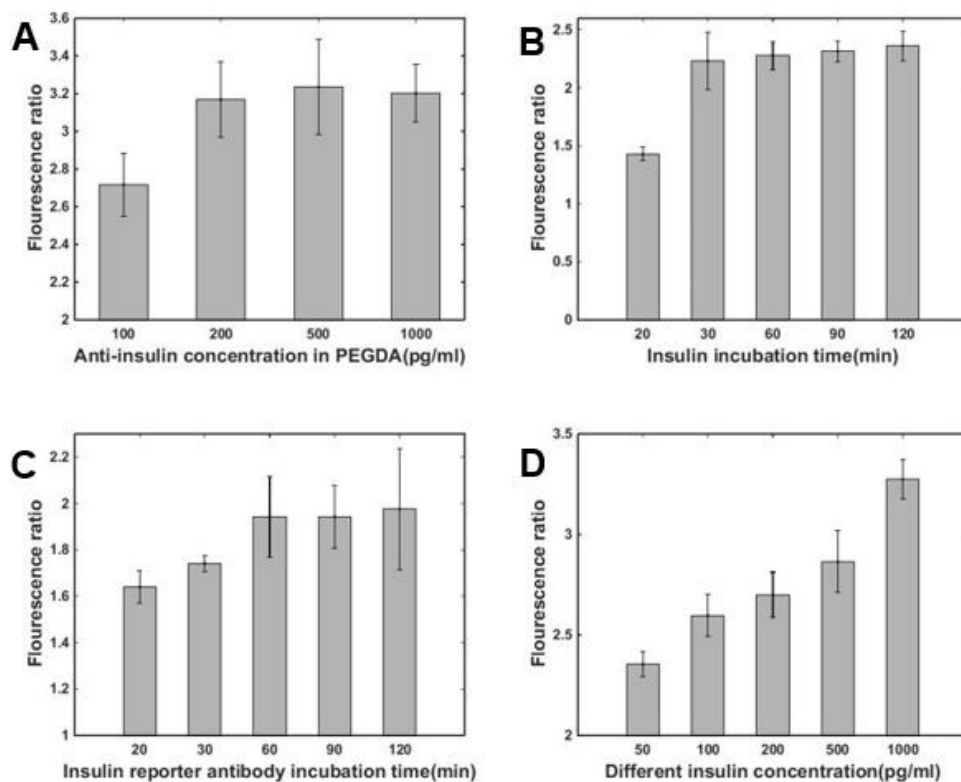 A
Flourescence ratio
3.6
3.4
3.2
3
2.8
2.6
2.4
2.2
2
100 200 500 1000
Anti-insulin concentration in PEGDA(pg/ml)
B
Flourescence ratio
2.5
2
1.5
1
0.5
0
20 30 60 90 120
Insulin incubation time(min)
C
Flourescence ratio
2.2
2
1.8
1.6
1.4
1.2
1
20 30 60 90 120
Insulin reporter antibody incubation time(min)
D
Flourescence ratio
3.5
3
2.5
2
50 100 200 500 1000
Different insulin concentration(pg/ml)